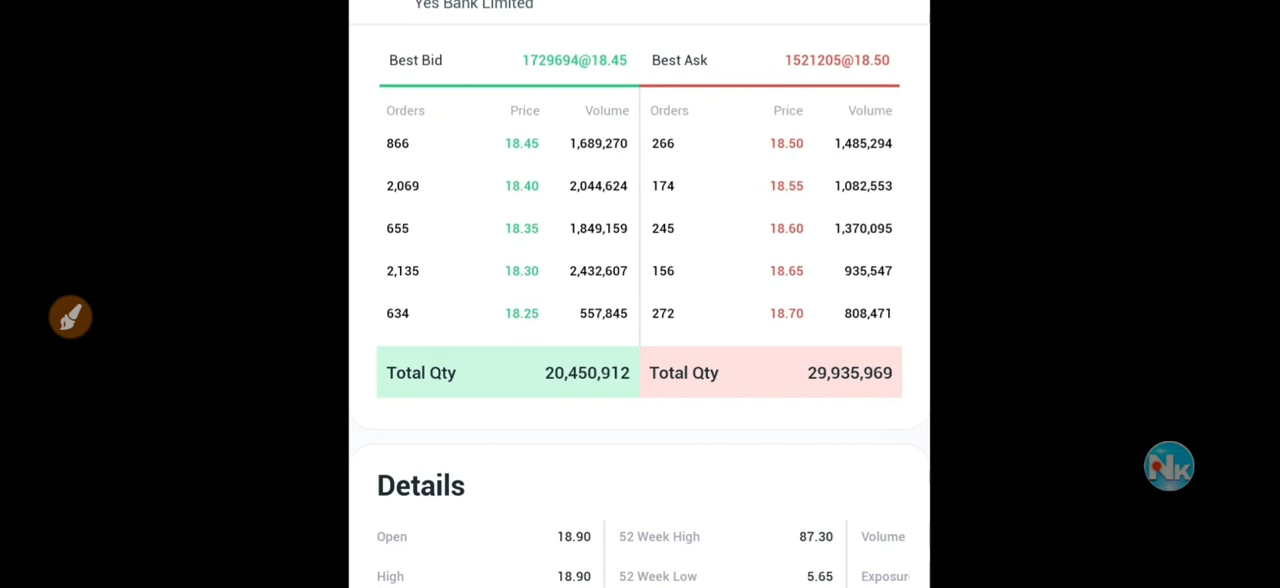 Yes Bank Limited
Best Bid 1729694@18.45 Best Ask 1521205@18.50
Orders Price Volume Orders Price Volume
866 18.45 1,689,270 266 18.50 1,485,294
2,069 18.40 2,044,624 174 18.55 1,082,553
655 18.35 1,849,159 245 18.60 1,370,095
2,135 18.30 2,432,607 156 18.65 935,547
634 18.25 557,845 272 18.70 808,471
Total Qty 20,450,912 Total Qty 29,935,969
Details
Open 18.90 52 Week High 87.30 Volume
High 18.90 52 Week Low 5.65 Exposur
NK